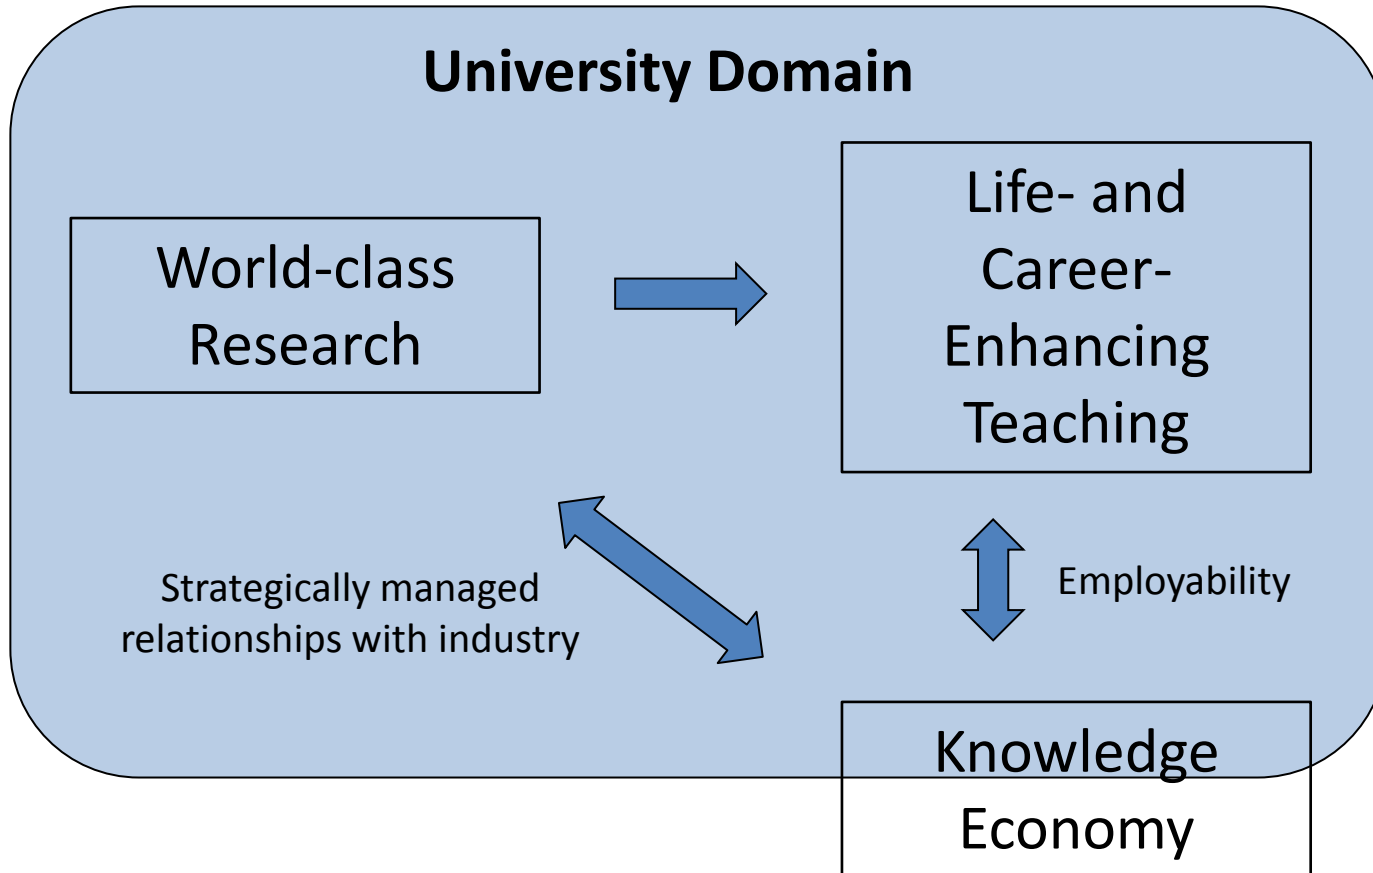 University Domain
World-class
Research
Life- and
Career-
Enhancing
Teaching
Strategically managed
relationships with industry
Employability
Knowledge
Economy